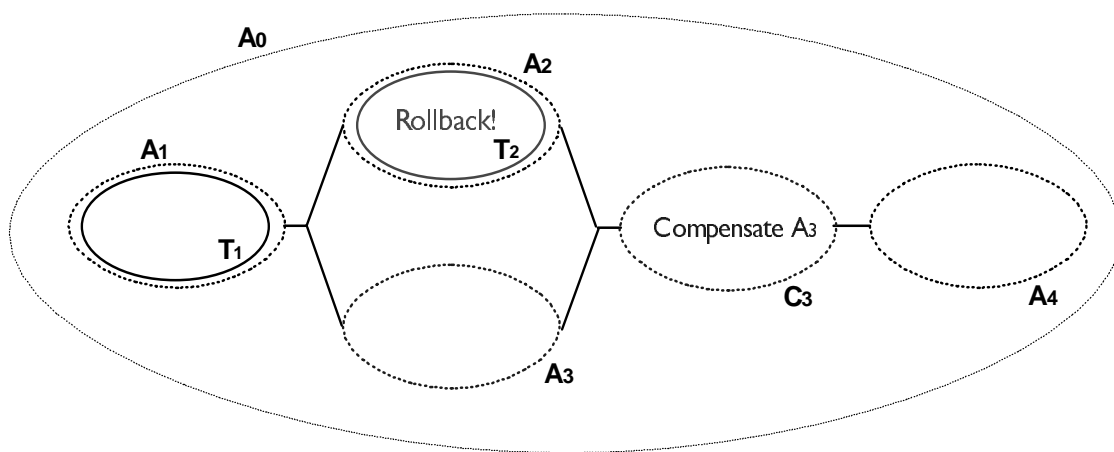 A0
A2
Rollback!
T2
A1
T1
Compensate A3
C3
A4
A3